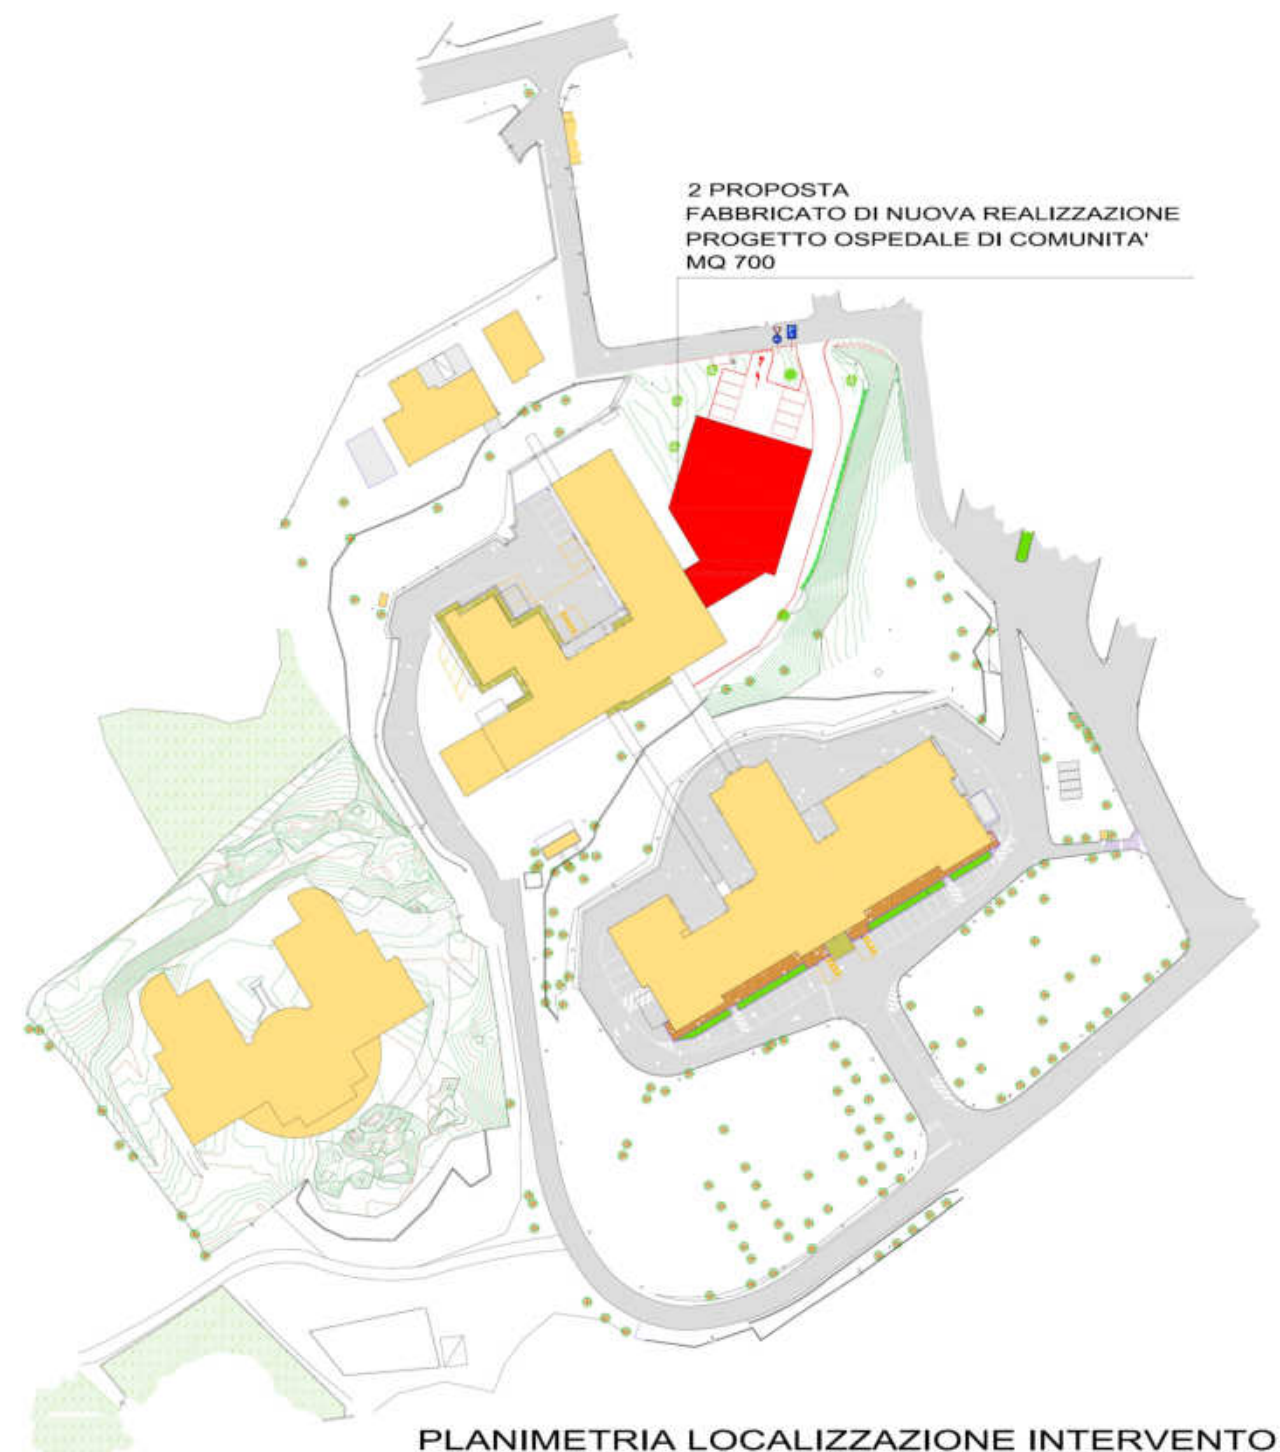 2 PROPOSTA
FABBRICATO DI NUOVA REALIZZAZIONE
PROGETTO OSPEDALE DI COMUNITA'
MQ 700
PLANIMETRIA LOCALIZZAZIONE INTERVENTO